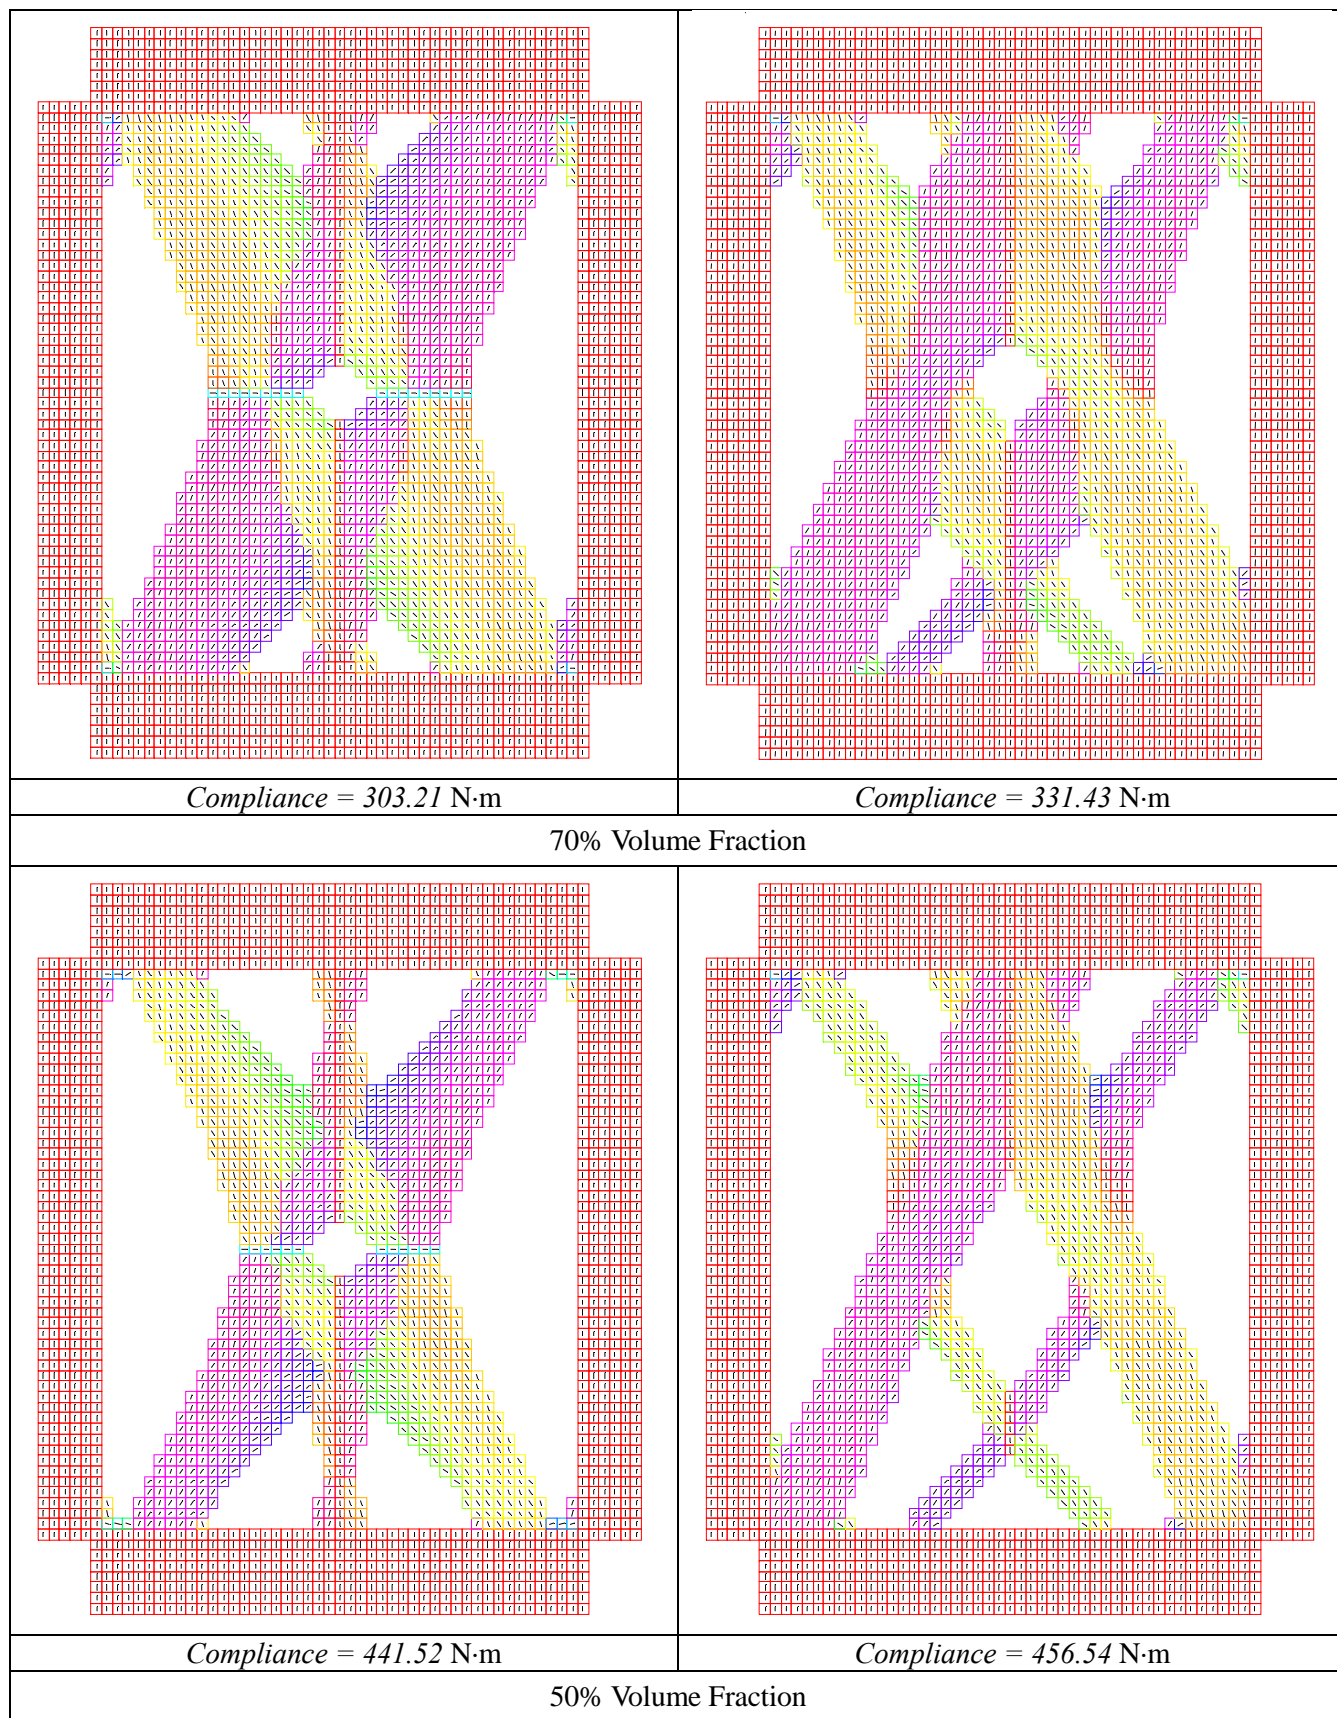 Compliance = 303.21 N·m
Compliance = 331.43 N·m
70% Volume Fraction
Compliance = 441.52 N·m
Compliance = 456.54 N·m
50% Volume Fraction